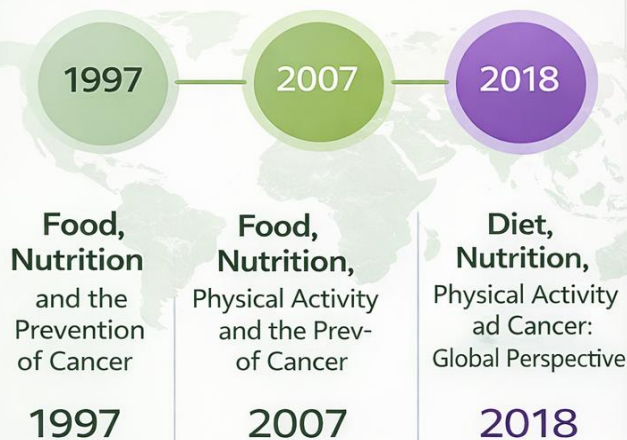 1997
2007
2018
Food,
Nutrition
and the
Prevention
of Cancer
1997
Food,
Nutrition,
Physical Activity
and the Prev-
of Cancer
2007
Diet,
Nutrition,
Physical Activity
ad Cancer:
Global Perspective
2018